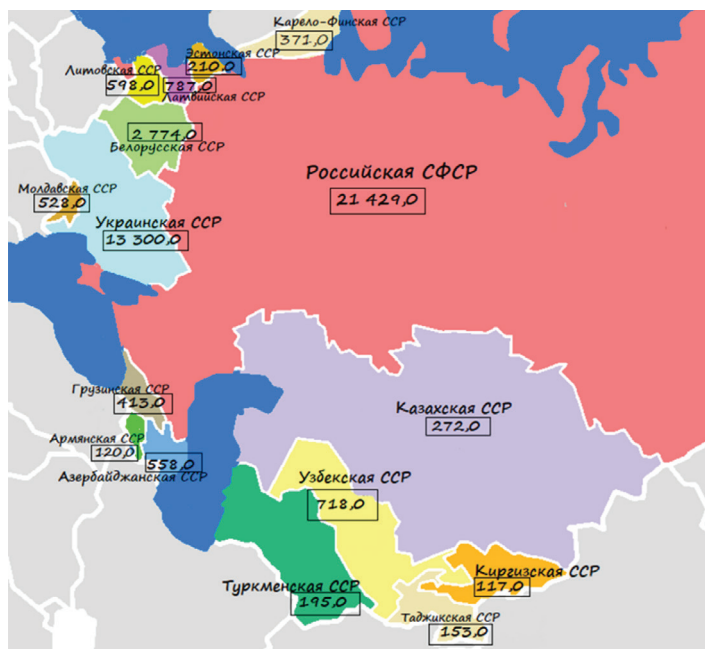 Карело-Финская ССР
371,0
Эстонская ССР
210,0
Литовская ССР
598,0
787,0
Латвийская ССР
2 774,0
Белорусская ССР
Российская СФСР
21 429,0
Молдавская ССР
528,0
Украинская ССР
13 300,0
Грузинская ССР
413,0
Казахская ССР
272,0
Армянская ССР
120,0
558,0
Азербайджанская ССР
Узбекская ССР
718,0
Киргизская ССР
117,0
Туркменская ССР
195,0
Таджикская ССР
153,0